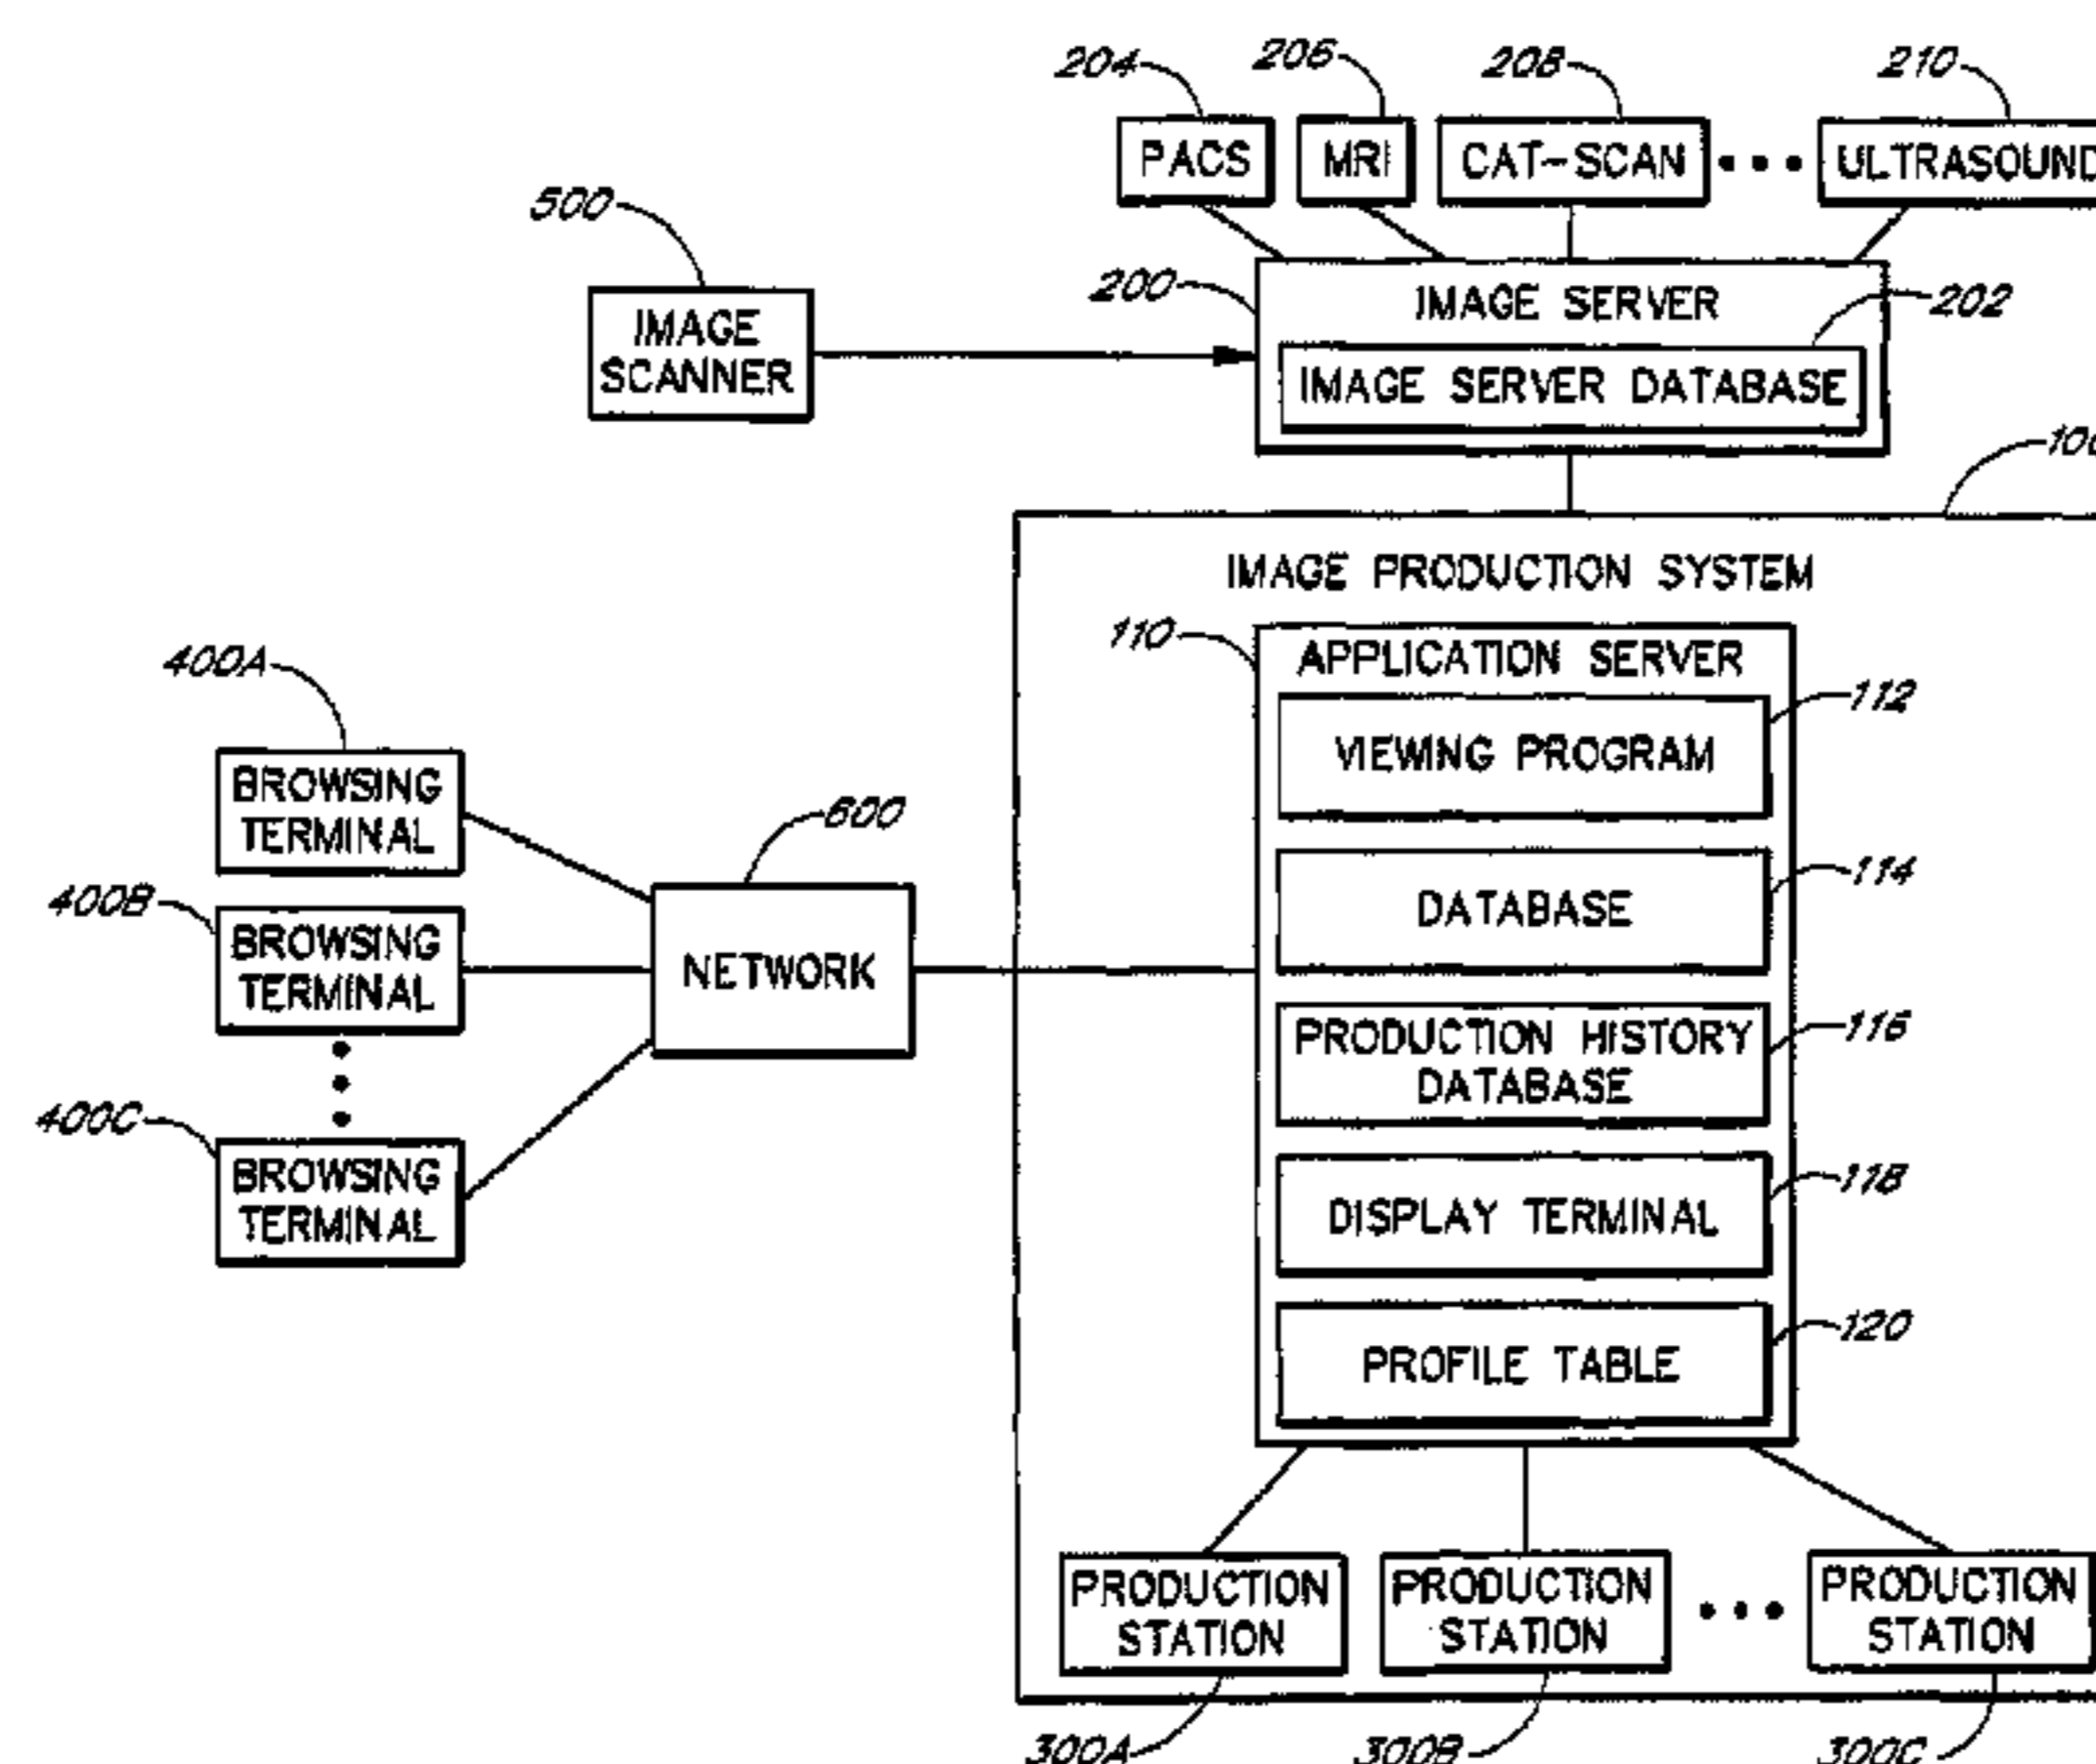 204 206 208 210
PACS MRI CAT-SCAN ULTRASOUND
500
200
IMAGE SERVER
202
IMAGE
SCANNER
IMAGE SERVER DATABASE
IMAGE PRODUCTION SYSTEM
110
APPLICATION SERVER
112
VIEWING PROGRAM
400A
BROWSING
TERMINAL
600
114
DATABASE
400B
BROWSING
TERMINAL
NETWORK
116
PRODUCTION HISTORY
DATABASE
400C
BROWSING
TERMINAL
118
DISPLAY TERMINAL
120
PROFILE TABLE
PRODUCTION
STATION
PRODUCTION
STATION
PRODUCTION
STATION
300A 300B 300C